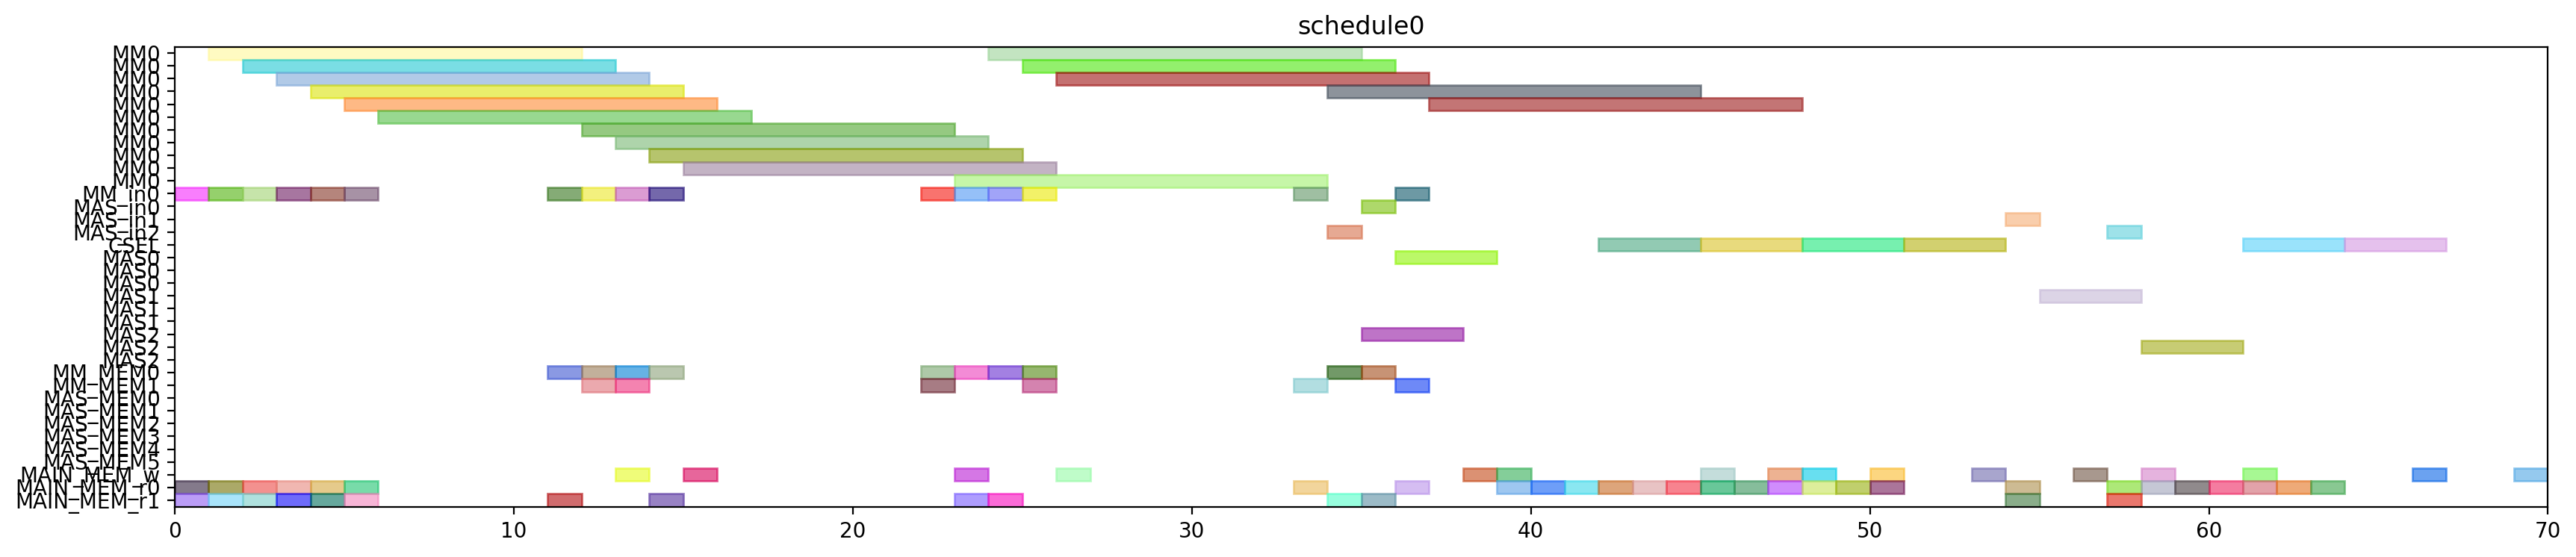 schedule0
MM0
MM0
MM0
MM0
MM0
MM0
MM0
MM0
MM0
MM0
MM0
MM_in0
MAS_in0
MAS_in1
MAS_in2
CSEL
MAS0
MAS0
MAS0
MAS1
MAS1
MAS1
MAS2
MAS2
MAS2
MM_MEM0
MM_MEM1
MAS_MEM0
MAS_MEM1
MAS_MEM2
MAS_MEM3
MAS_MEM4
MAS_MEM5
MAIN_MEM_w
MAIN_MEM_r0
MAIN_MEM_r1
0 10 20 30 40 50 60 70